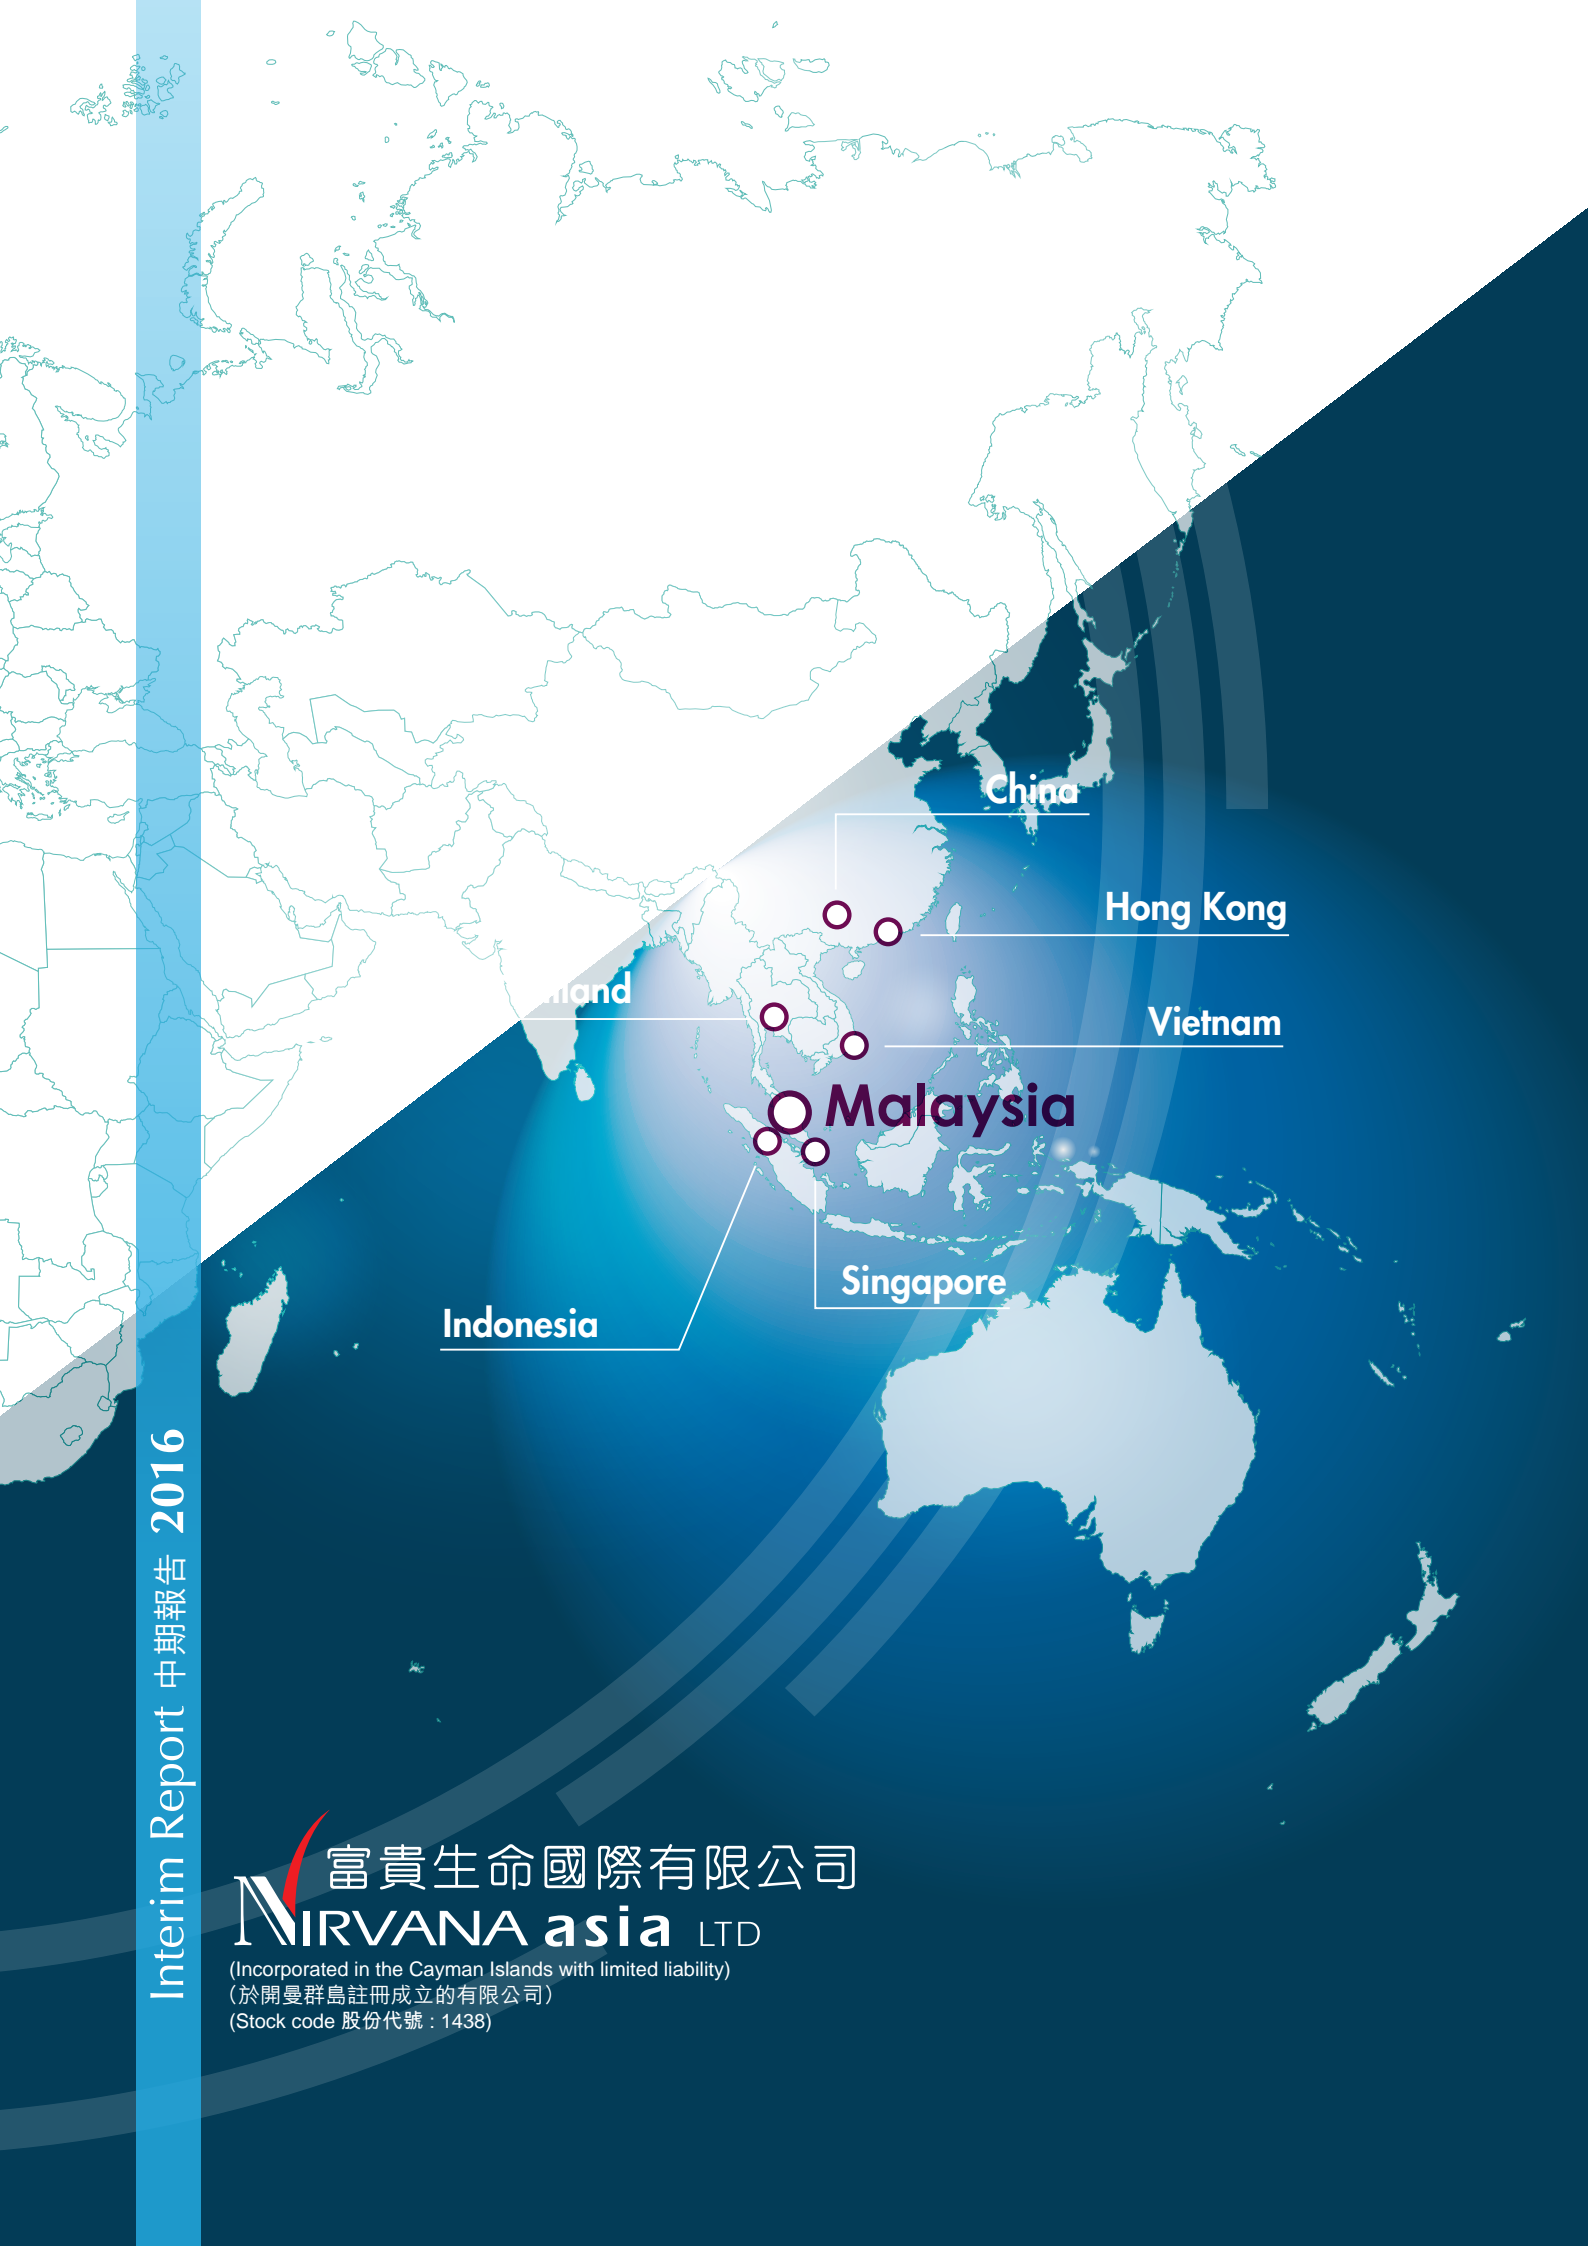 China
Hong Kong
Vietnam
Malaysia
Singapore
Indonesia
Interim Report 中期報告 2016
富貴生命國際有限公司
NIRVANA asia LTD
(Incorporated in the Cayman Islands with limited liability)
(於開曼群島註冊成立的有限公司)
(Stock code 股份代號 : 1438)